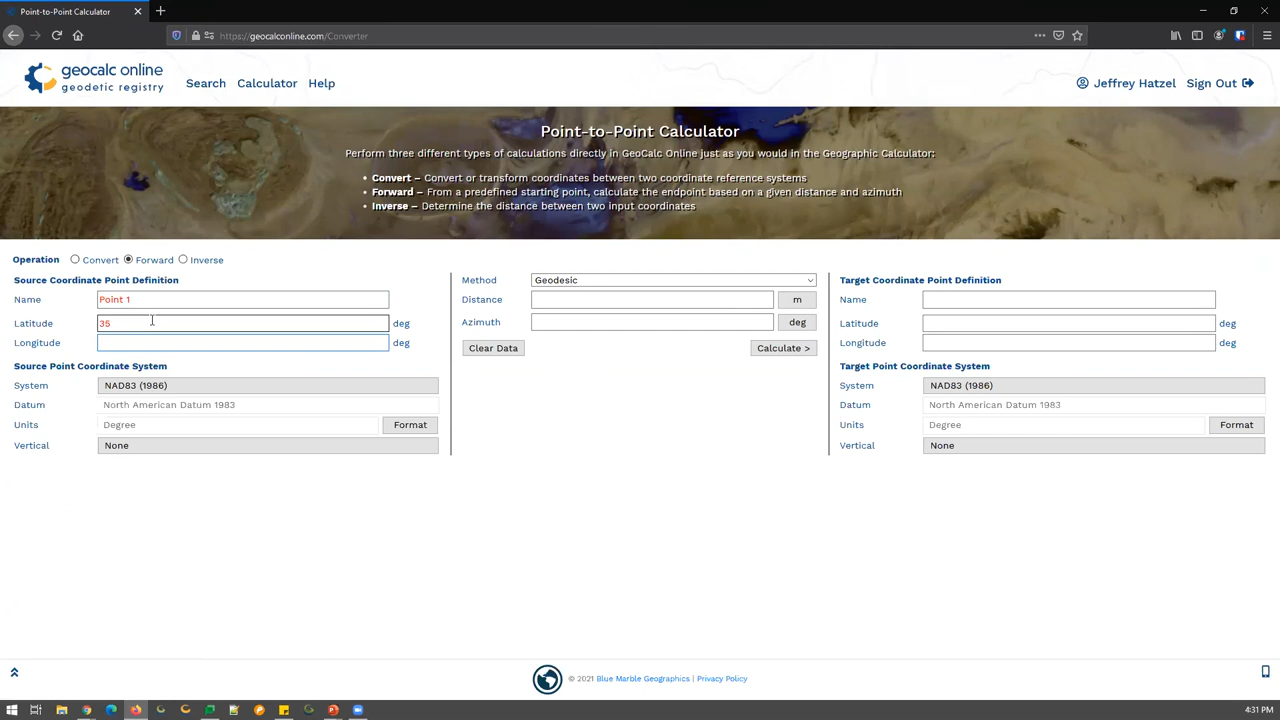 Point-to-Point Calculator
https://geocalconline.com/Converter
geocalc online
geodetic registry
Search
Calculator
Help
Jeffrey Hatzel
Sign Out
Point-to-Point Calculator
Perform three different types of calculations directly in GeoCalc Online just as you would in the Geographic Calculator:
• Convert – Convert or transform coordinates between two coordinate reference systems
• Forward – From a predefined starting point, calculate the endpoint based on a given distance and azimuth
• Inverse – Determine the distance between two input coordinates
Operation Convert Forward Inverse
Source Coordinate Point Definition
Name Point 1
Latitude 35 deg
Longitude deg
Source Point Coordinate System
System NAD83 (1986)
Datum North American Datum 1983
Units Degree Format
Vertical None
Method Geodesic
Distance m
Azimuth deg
Clear Data Calculate >
Target Coordinate Point Definition
Name
Latitude deg
Longitude deg
Target Point Coordinate System
System NAD83 (1986)
Datum North American Datum 1983
Units Degree Format
Vertical None
© 2021 Blue Marble Geographics | Privacy Policy
4:31 PM